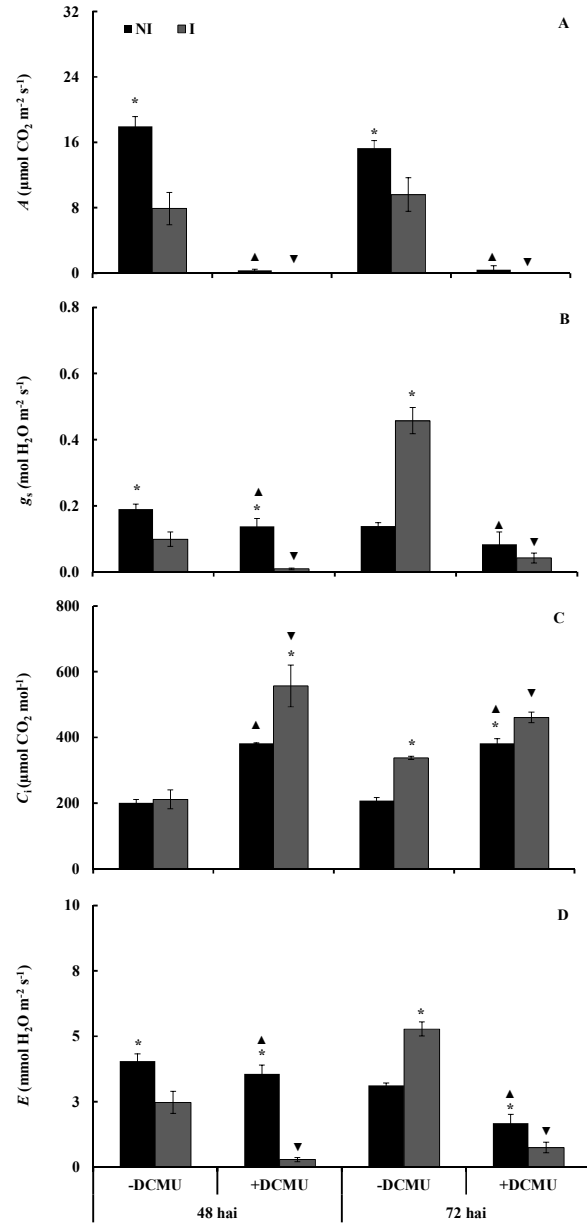 32
NI I A
24
16
8
0
A (μmol CO₂ m⁻² s⁻¹)
* * ▲ ▼ * ▲ ▼
0.8
B
0.6
0.4
0.2
0.0
gₛ (mol H₂O m⁻² s⁻¹)
* ▲ * ▼ * ▲ ▼
800
C
600
400
200
0
Cᵢ (μmol CO₂ mol⁻¹)
▲ ▼ * * ▲ * ▼
10
D
8
5
3
0
E (mmol H₂O m⁻² s⁻¹)
* ▲ * ▼ * ▲ * ▼
-DCMU +DCMU -DCMU +DCMU
48 hai 72 hai